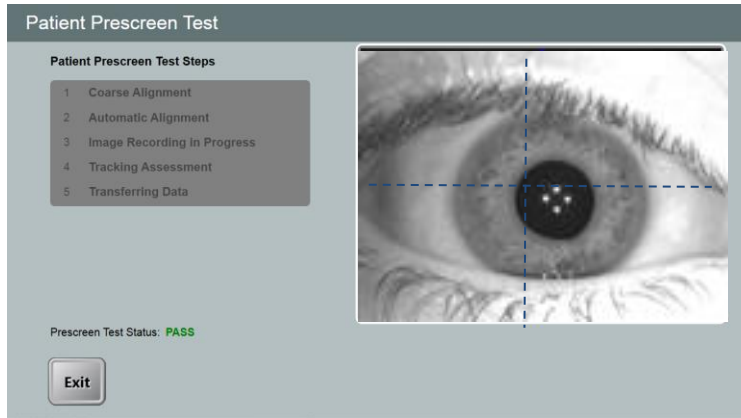 Patient Prescreen Test
Patient Prescreen Test Steps
1 Coarse Alignment
2 Automatic Alignment
3 Image Recording in Progress
4 Tracking Assessment
5 Transferring Data
Prescreen Test Status: PASS
Exit